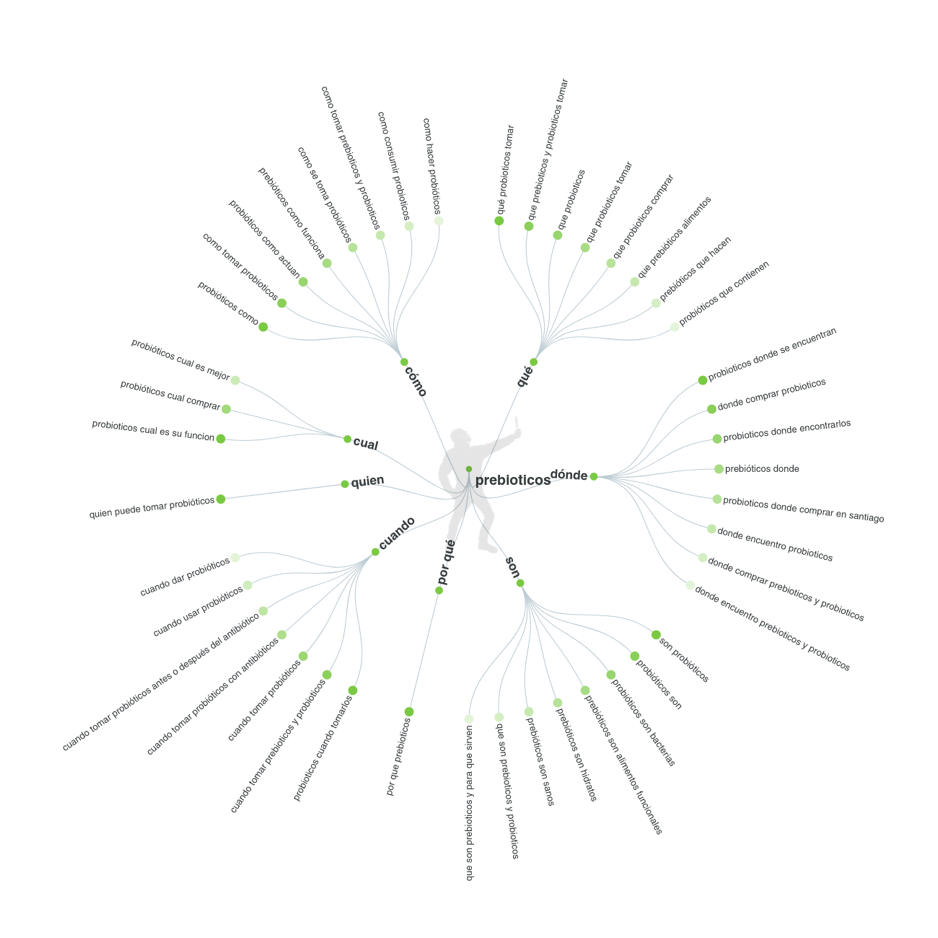 prebioticos
qué
qué probioticos tomar
que prebioticos y probioticos tomar
que probioticos
que probioticos tomar
que probioticos comprar
que prebióticos alimentos
prebióticos que hacen
probióticos que contienen
dónde
probioticos donde se encuentran
donde comprar probioticos
probioticos donde encontrarlos
prebióticos donde
probioticos donde comprar en santiago
donde encuentro probioticos
donde comprar prebioticos y probioticos
donde encuentro prebioticos y probioticos
son
son probióticos
probióticos son
probióticos son bacterias
prebióticos son alimentos funcionales
prebióticos son hidratos
prebióticos son sanos
que son prebioticos y probioticos
que son prebioticos y para que sirven
por qué
por que prebioticos
cuando
probioticos cuando tomarlos
cuando tomar prebioticos y probioticos
cuando tomar probióticos
cuando tomar probióticos con antibióticos
cuando tomar probióticos antes o después del antibiótico
cuando usar probióticos
cuando dar probióticos
quien
quien puede tomar probióticos
cual
probioticos cual es su funcion
probióticos cual comprar
probióticos cual es mejor
cómo
probióticos como
como tomar probioticos
probióticos como actuan
prebióticos como funciona
como se toma probióticos
como tomar prebioticos y probioticos
como consumir probioticos
como hacer probióticos